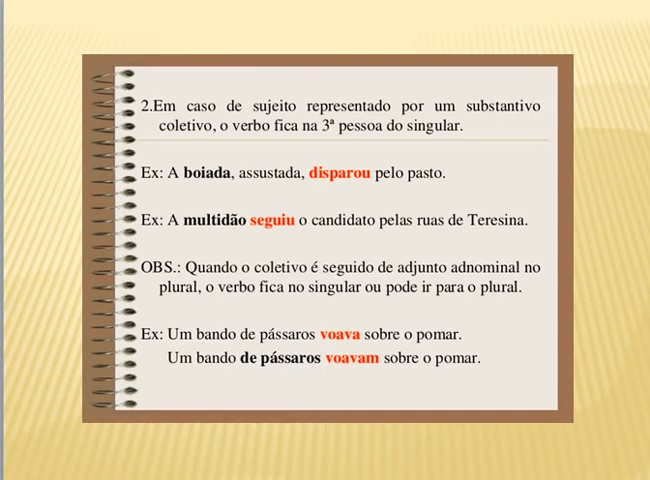 2.Em caso de sujeito representado por um substantivo
coletivo, o verbo fica na 3ª pessoa do singular.
Ex: A boiada, assustada, disparou pelo pasto.
Ex: A multidão seguiu o candidato pelas ruas de Teresina.
OBS.: Quando o coletivo é seguido de adjunto adnominal no
plural, o verbo fica no singular ou pode ir para o plural.
Ex: Um bando de pássaros voava sobre o pomar.
Um bando de pássaros voavam sobre o pomar.